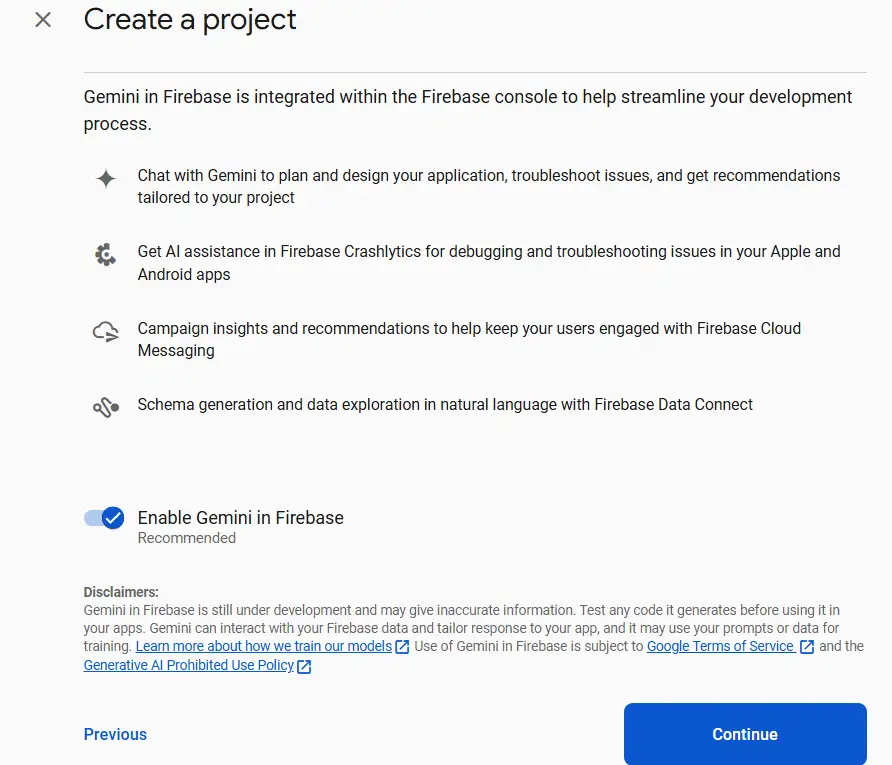 Create a project
Gemini in Firebase is integrated within the Firebase console to help streamline your development
process.
Chat with Gemini to plan and design your application, troubleshoot issues, and get recommendations
tailored to your project
Get AI assistance in Firebase Crashlytics for debugging and troubleshooting issues in your Apple and
Android apps
Campaign insights and recommendations to help keep your users engaged with Firebase Cloud
Messaging
Schema generation and data exploration in natural language with Firebase Data Connect
Enable Gemini in Firebase
Recommended
Disclaimers:
Gemini in Firebase is still under development and may give inaccurate information. Test any code it generates before using it in
your apps. Gemini can interact with your Firebase data and tailor response to your app, and it may use your prompts or data for
training. Learn more about how we train our models Use of Gemini in Firebase is subject to Google Terms of Service and the
Generative AI Prohibited Use Policy
Previous
Continue